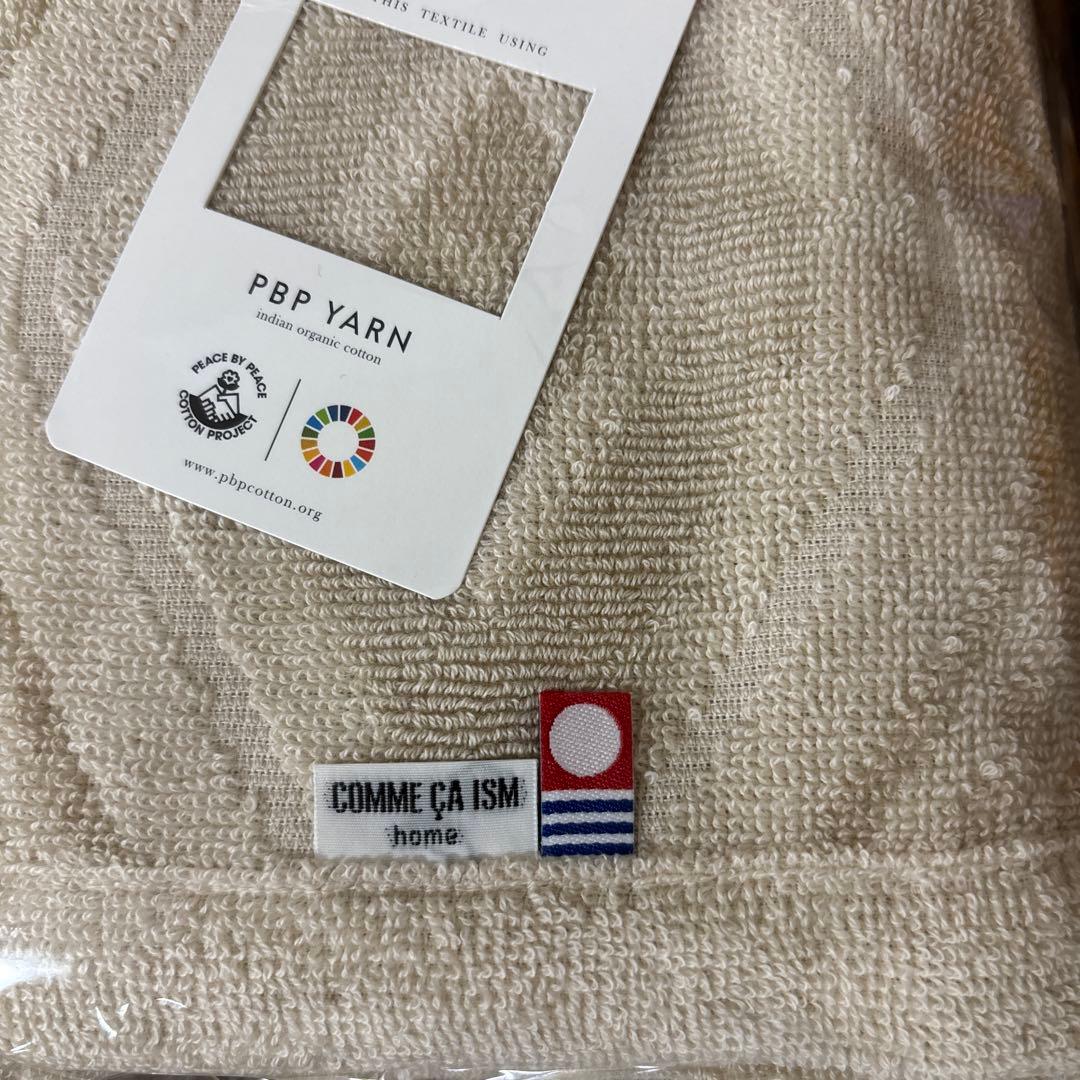 THIS TEXTILE USING
PBP YARN
indian organic cotton
PEACE BY PEACE
COTTON PROJECT
www.pbpcotton.org
COMME ÇA ISM
home